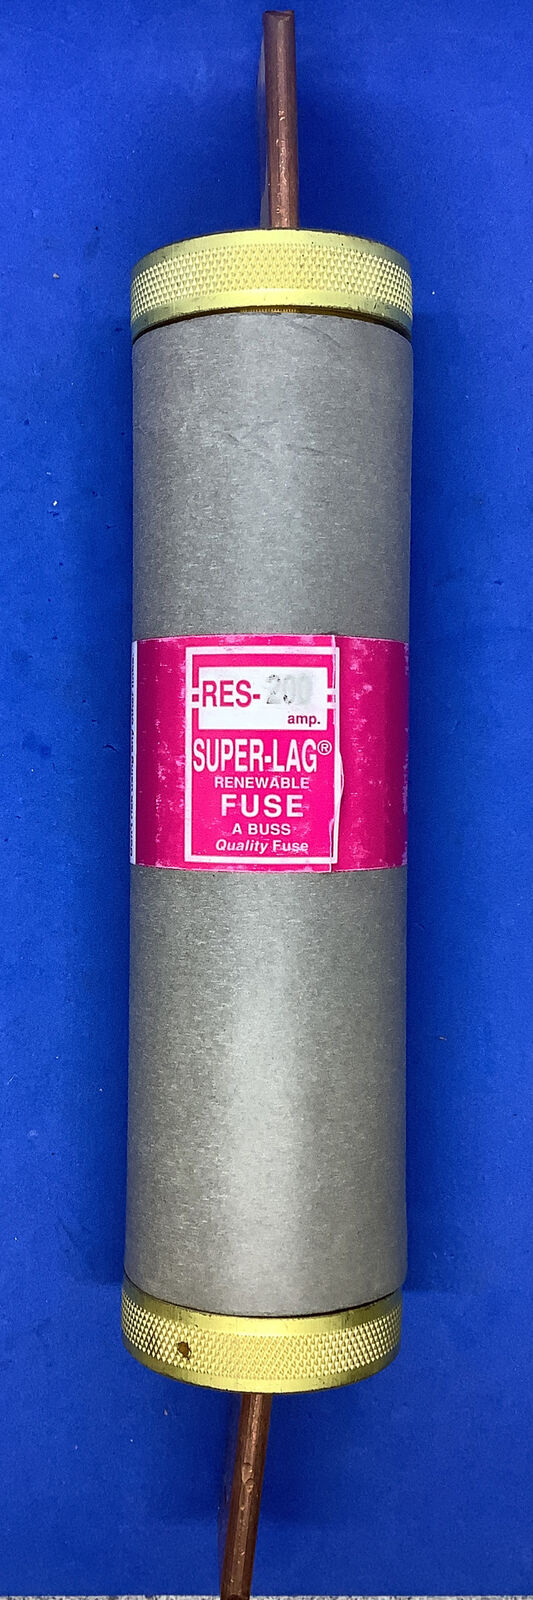 RES-200
amp.
SUPER-LAG®
RENEWABLE
FUSE
A BUSS
Quality Fuse